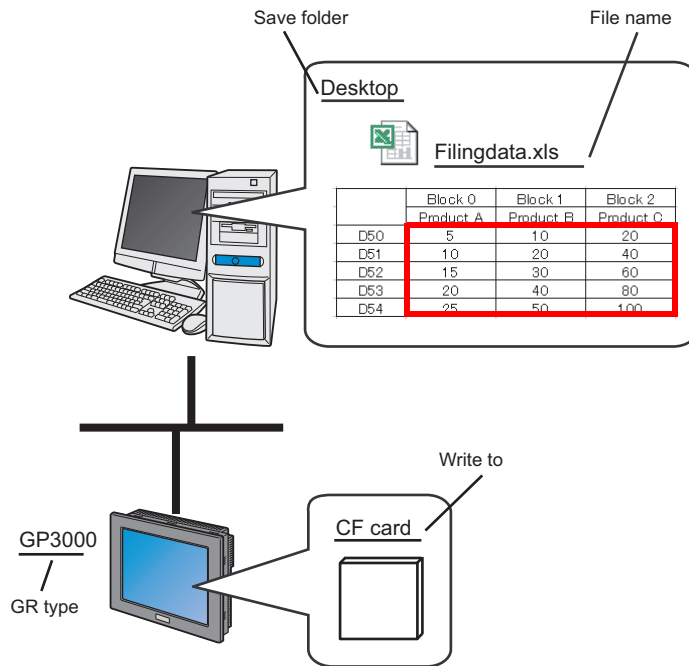 Save folder
File name
Desktop
Filingdata.xls
Block 0 Block 1 Block 2
Product A Product B Product C
D50 5 10 20
D51 10 20 40
D52 15 30 60
D53 20 40 80
D54 25 50 100
Write to
CF card
GP3000
GR type